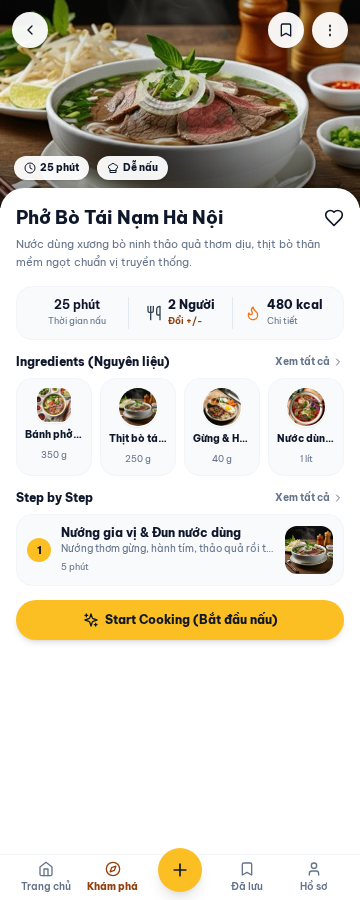 25 phút
Dễ nấu
Phở Bò Tái Nạm Hà Nội
Nước dùng xương bò ninh thảo quả thơm dịu, thịt bò thăn
mềm ngọt chuẩn vị truyền thống.
25 phút
Thời gian nấu
2 Người
Đổi +/-
480 kcal
Chi tiết
Ingredients (Nguyên liệu)
Xem tất cả
Bánh phở...
350 g
Thịt bò tá...
250 g
Gừng & H...
40 g
Nước dùn...
1 lít
Step by Step
Xem tất cả
1
Nướng gia vị & Đun nước dùng
Nướng thơm gừng, hành tím, thảo quả rồi t...
5 phút
Start Cooking (Bắt đầu nấu)
Trang chủ
Khám phá
Đã lưu
Hồ sơ